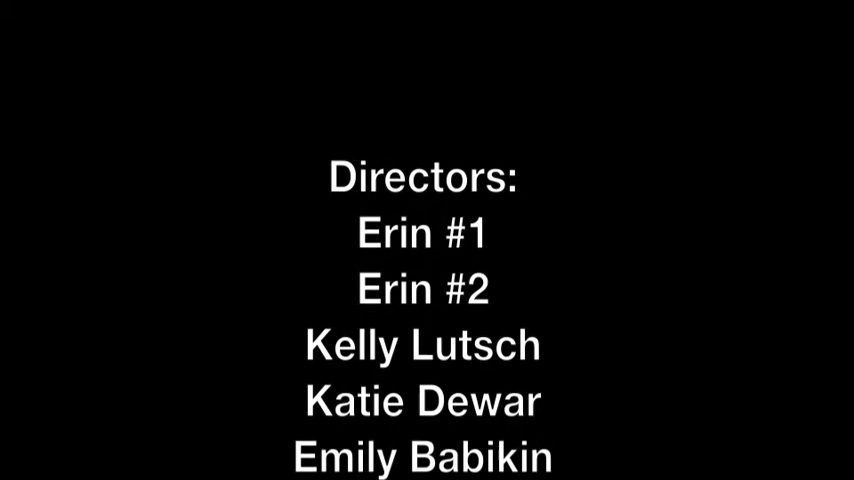 Directors:
Erin #1
Erin #2
Kelly Lutsch
Katie Dewar
Emily Babikin